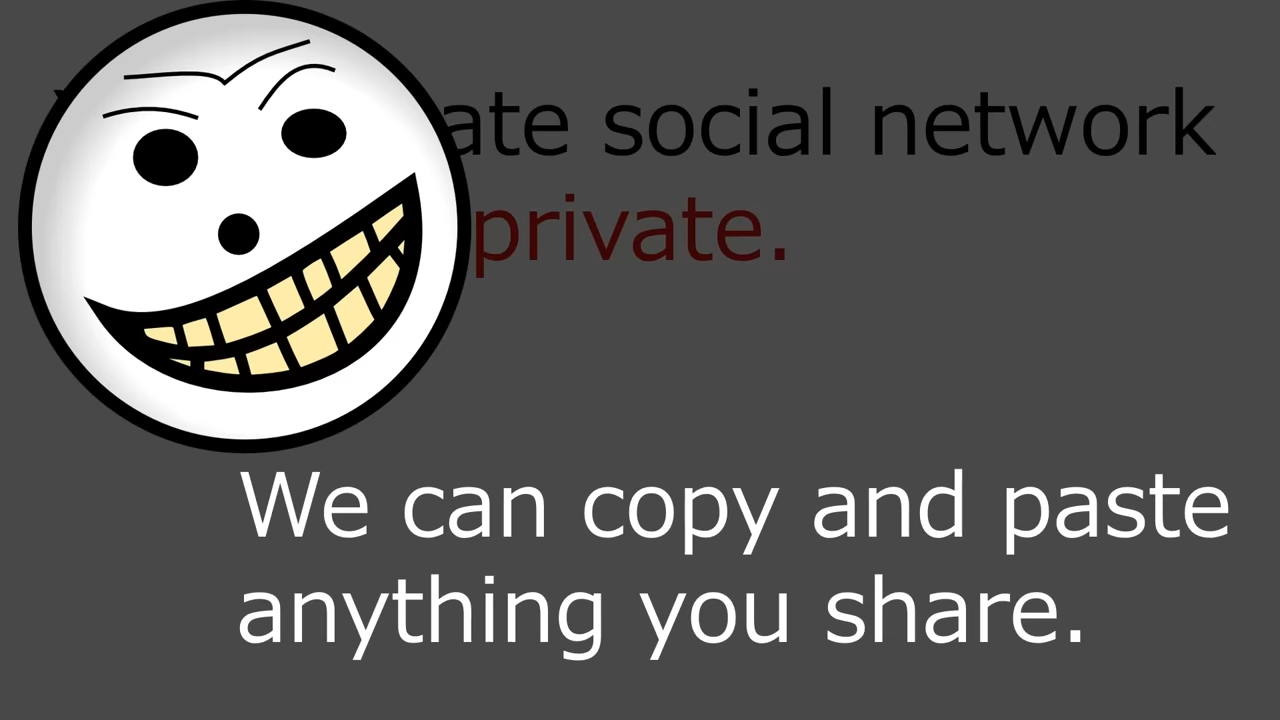 ate social network
private.
We can copy and paste
anything you share.